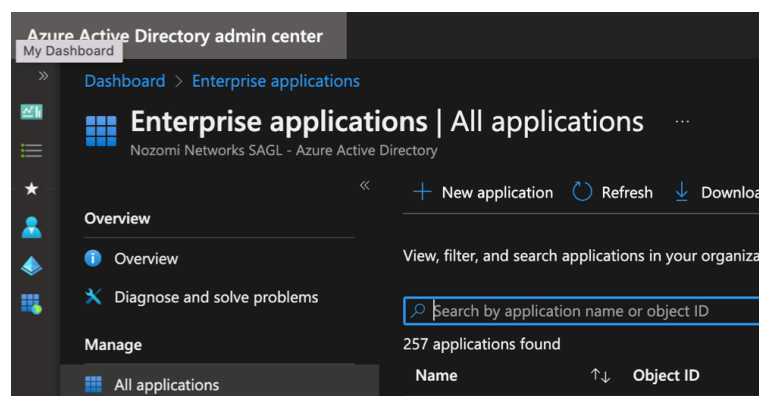 Azure Active Directory admin center
My Dashboard
Dashboard > Enterprise applications
Enterprise applications | All applications ...
Nozomi Networks SAGL - Azure Active Directory
Overview
Overview
Diagnose and solve problems
Manage
All applications
New application Refresh Downloa
View, filter, and search applications in your organiza
Search by application name or object ID
257 applications found
Name Object ID